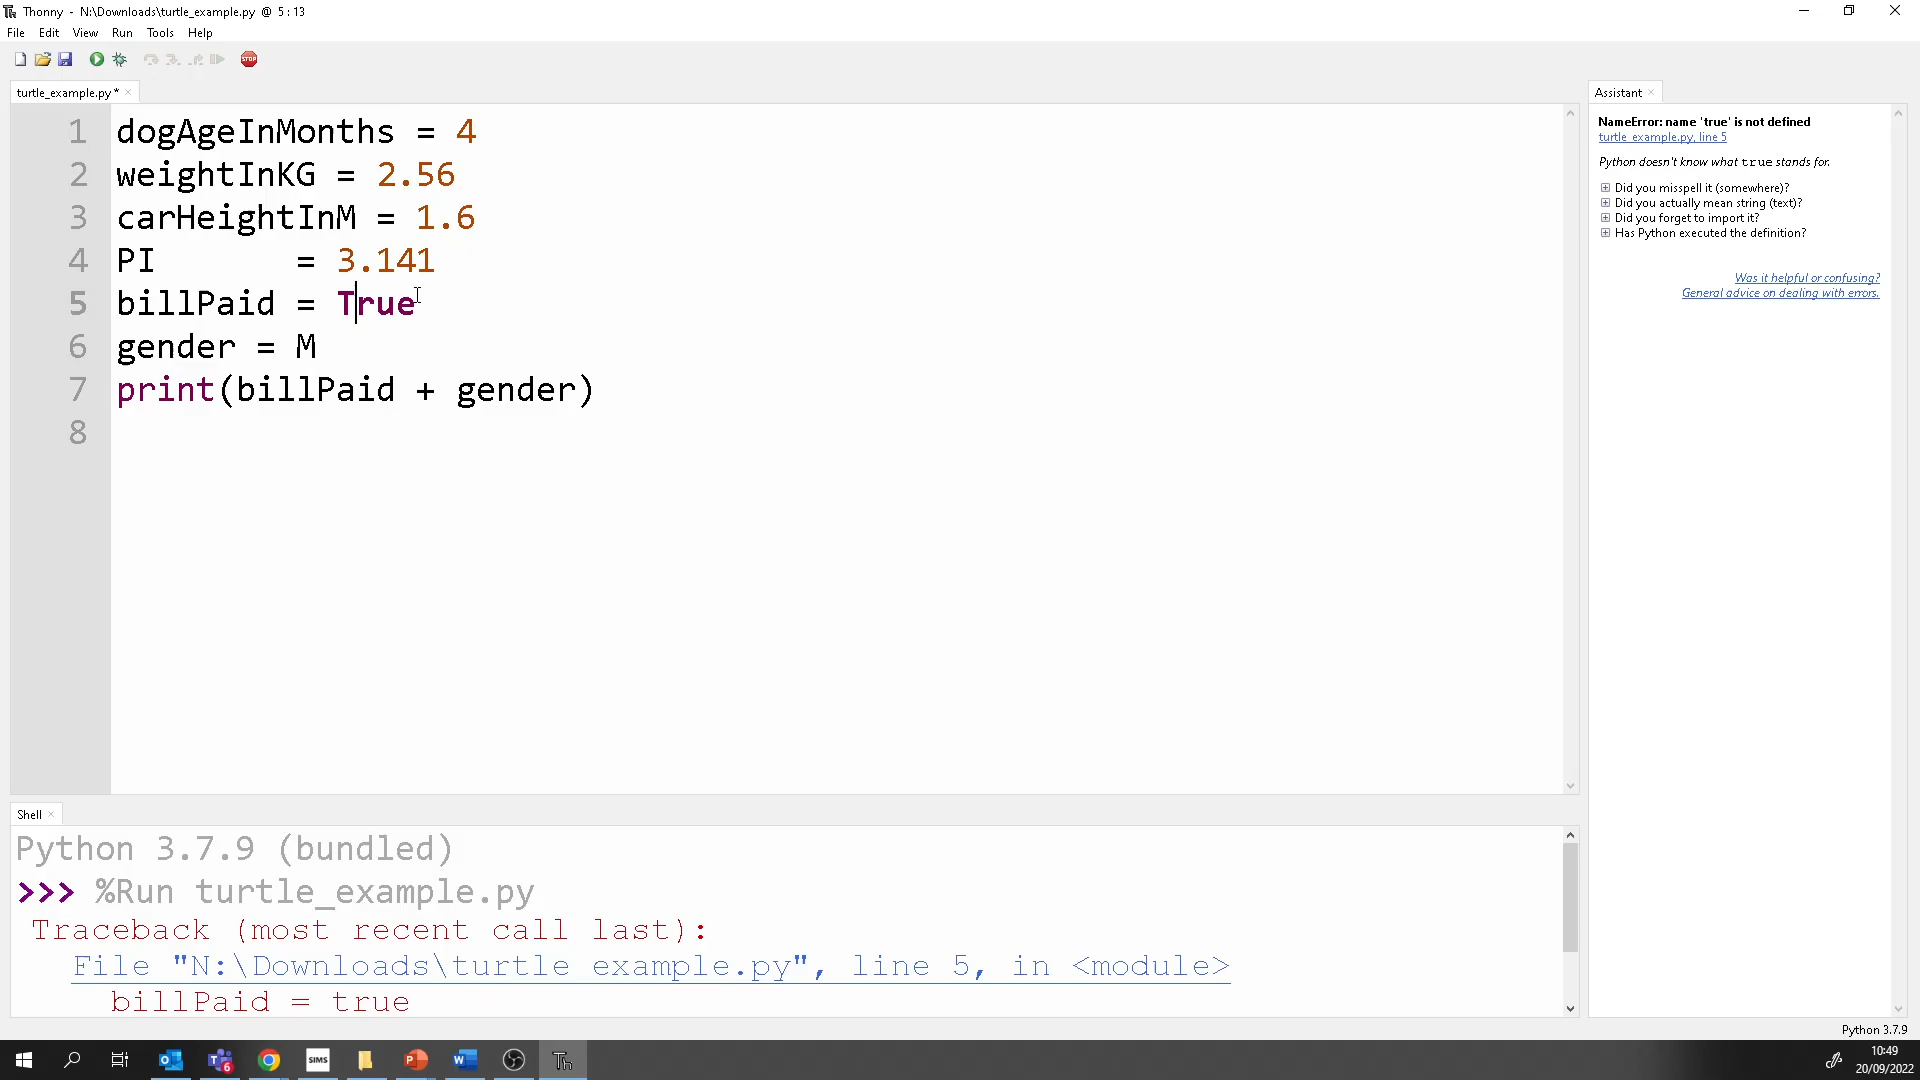 Thonny - N:\Downloads\turtle_example.py @ 5 : 13
File Edit View Run Tools Help
STOP
turtle_example.py * ×
1 dogAgeInMonths = 4
2 weightInKG = 2.56
3 carHeightInM = 1.6
4 PI       = 3.141
5 billPaid = True
6 gender = M
7 print(billPaid + gender)
8
Assistant ×
NameError: name 'true' is not defined
turtle_example.py, line 5
Python doesn't know what true stands for.
Did you misspell it (somewhere)?
Did you actually mean string (text)?
Did you forget to import it?
Has Python executed the definition?
Was it helpful or confusing?
General advice on dealing with errors.
Shell ×
Python 3.7.9 (bundled)
>>> %Run turtle_example.py
Traceback (most recent call last):
File "N:\Downloads\turtle_example.py", line 5, in <module>
billPaid = true
Python 3.7.9
SIMS
6
10:49
20/09/2022